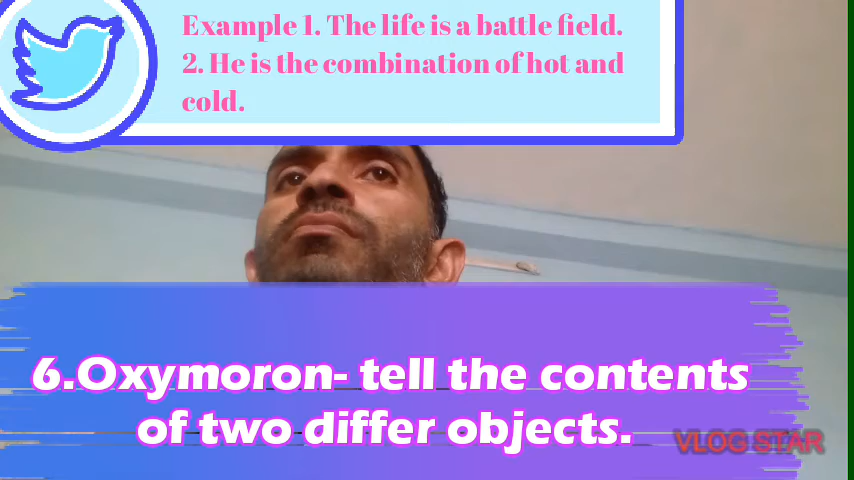 Example 1. The life is a battle field.
2. He is the combination of hot and
cold.
6.Oxymoron- tell the contents
of two differ objects.
VLOG STAR